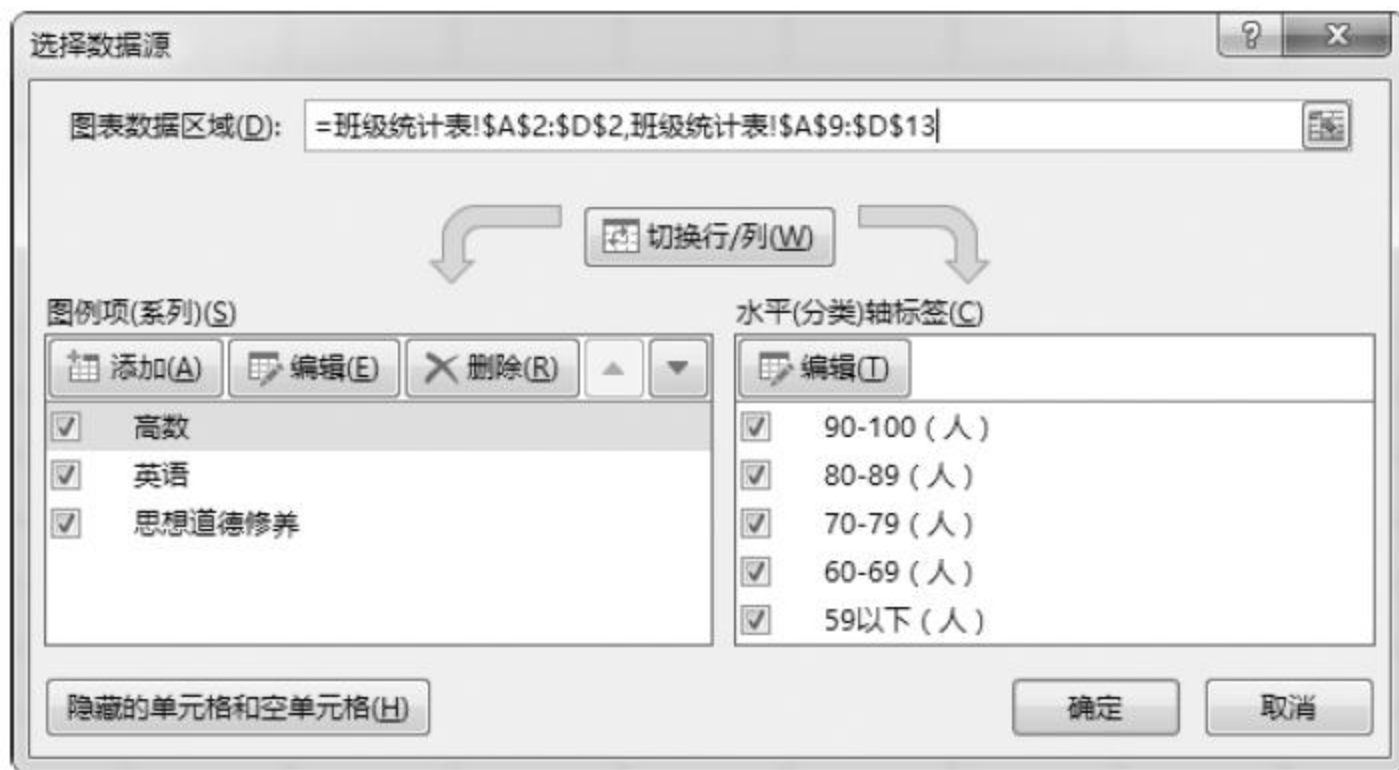 选择数据源
图表数据区域(D): =班级统计表!$A$2:$D$2,班级统计表!$A$9:$D$13
切换行/列(W)
图例项(系列)(S)
添加(A) 编辑(E) 删除(R)
高数
英语
思想道德修养
水平(分类)轴标签(C)
编辑(T)
90-100（人）
80-89（人）
70-79（人）
60-69（人）
59以下（人）
隐藏的单元格和空单元格(H)
确定 取消